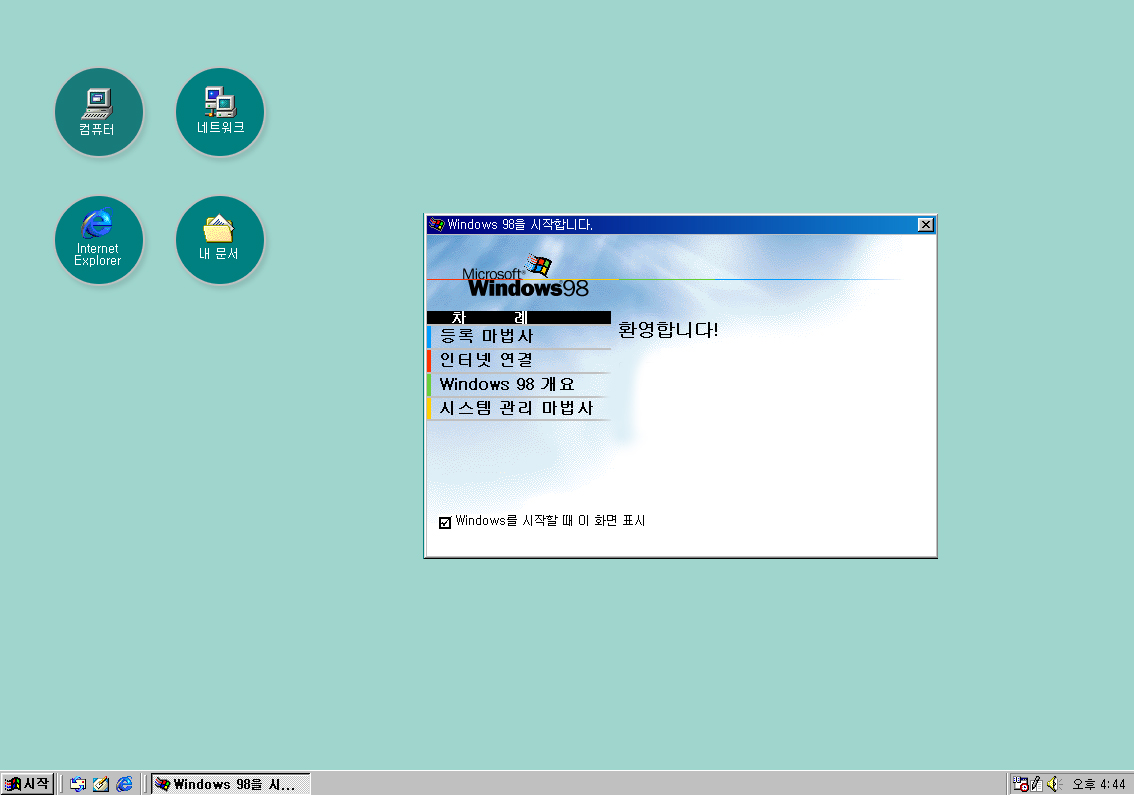 컴퓨터
네트워크
Internet
Explorer
내 문서
Windows 98을 시작합니다.
Microsoft®
Windows98
차 례
등록 마법사
인터넷 연결
Windows 98 개요
시스템 관리 마법사
환영합니다!
Windows를 시작할 때 이 화면 표시
시작
Windows 98을 시...
오후 4:44